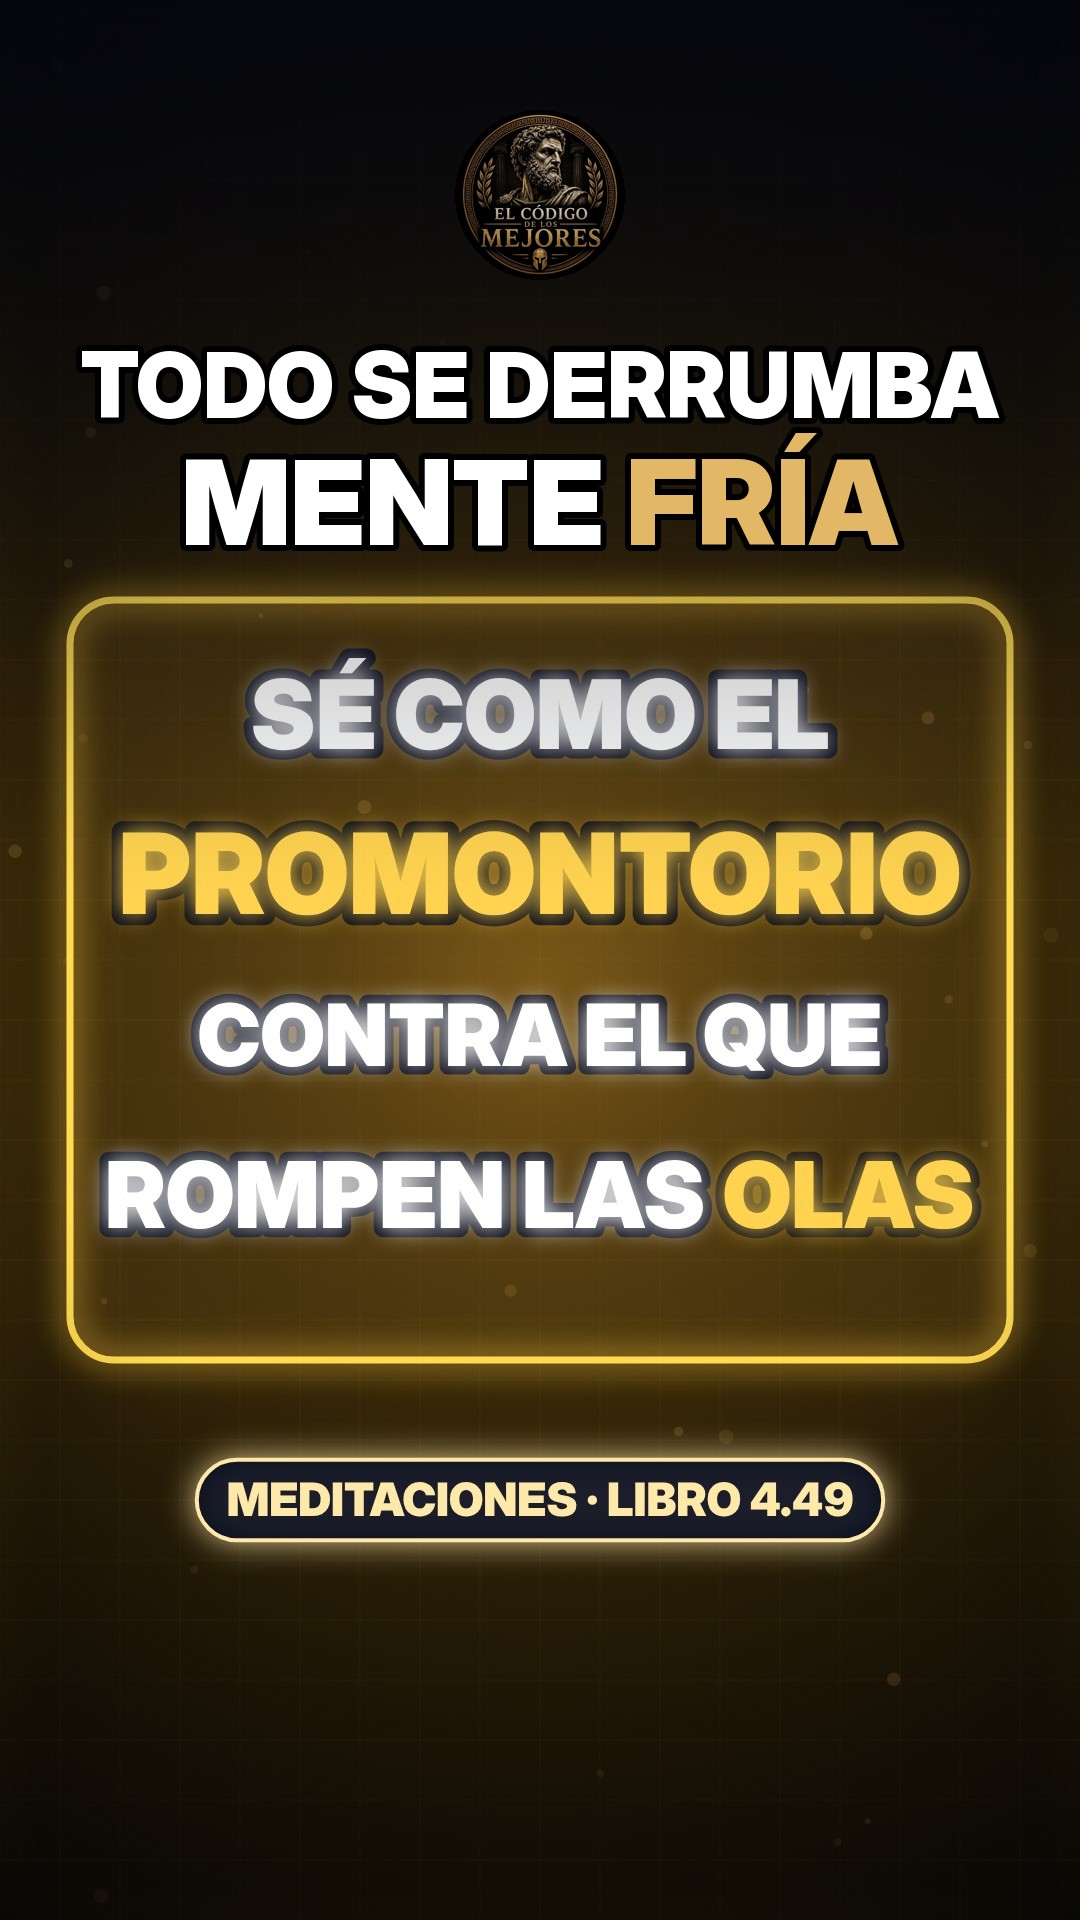 EL CÓDIGO
DE LOS
MEJORES
TODO SE DERRUMBA
MENTE FRÍA
SÉ COMO EL
PROMONTORIO
CONTRA EL QUE
ROMPEN LAS OLAS
MEDITACIONES · LIBRO 4.49